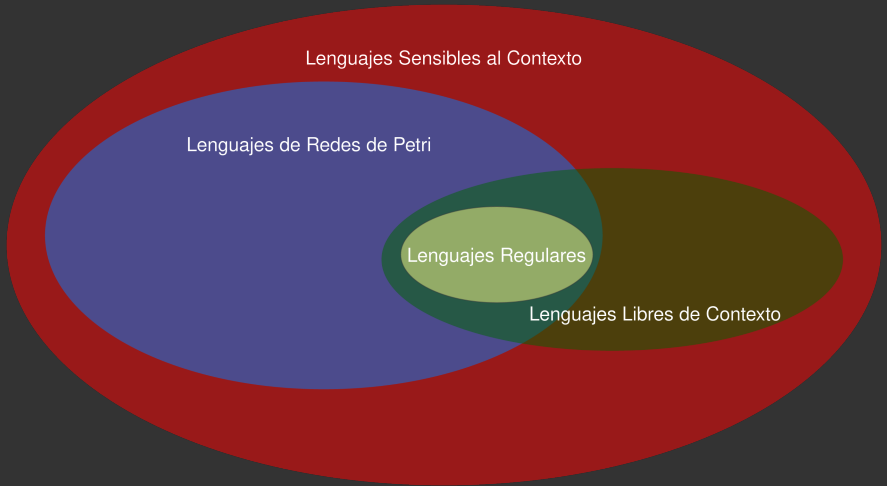 Lenguajes Sensibles al Contexto
Lenguajes de Redes de Petri
Lenguajes Regulares
Lenguajes Libres de Contexto